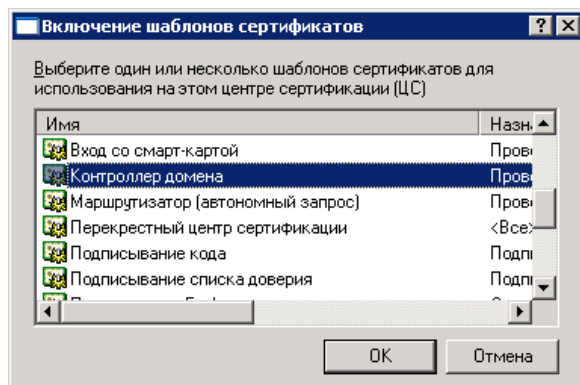 Включение шаблонов сертификатов
Выберите один или несколько шаблонов сертификатов для
использования на этом центре сертификации (ЦС)
Имя Назн
Вход со смарт-картой Пров
Контроллер домена Пров
Маршрутизатор (автономный запрос) Пров
Перекрестный центр сертификации <Все>
Подписывание кода Подп
Подписывание списка доверия Подп
OK Отмена